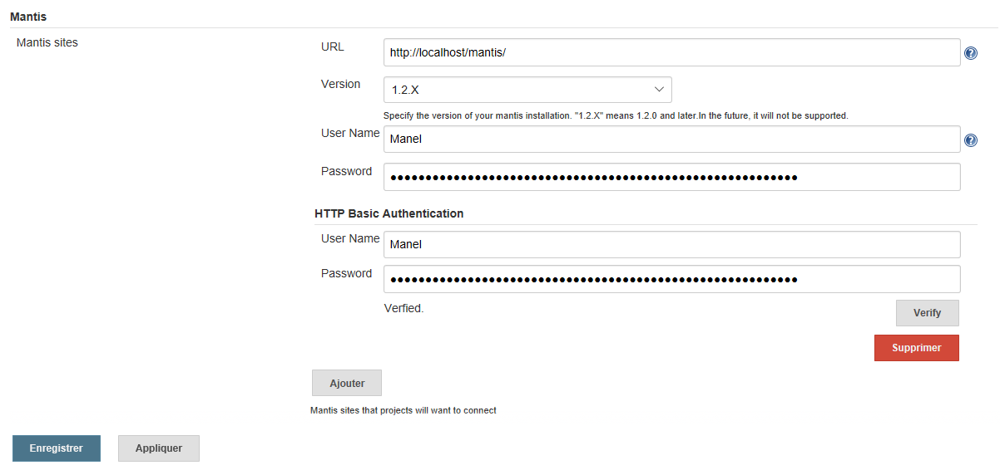 Mantis
Mantis sites
URL
http://localhost/mantis/
Version
1.2.X
Specify the version of your mantis installation. "1.2.X" means 1.2.0 and later.In the future, it will not be supported.
User Name
Manel
Password
HTTP Basic Authentication
User Name
Manel
Password
Verfied.
Verify
Supprimer
Ajouter
Mantis sites that projects will want to connect
Enregistrer
Appliquer